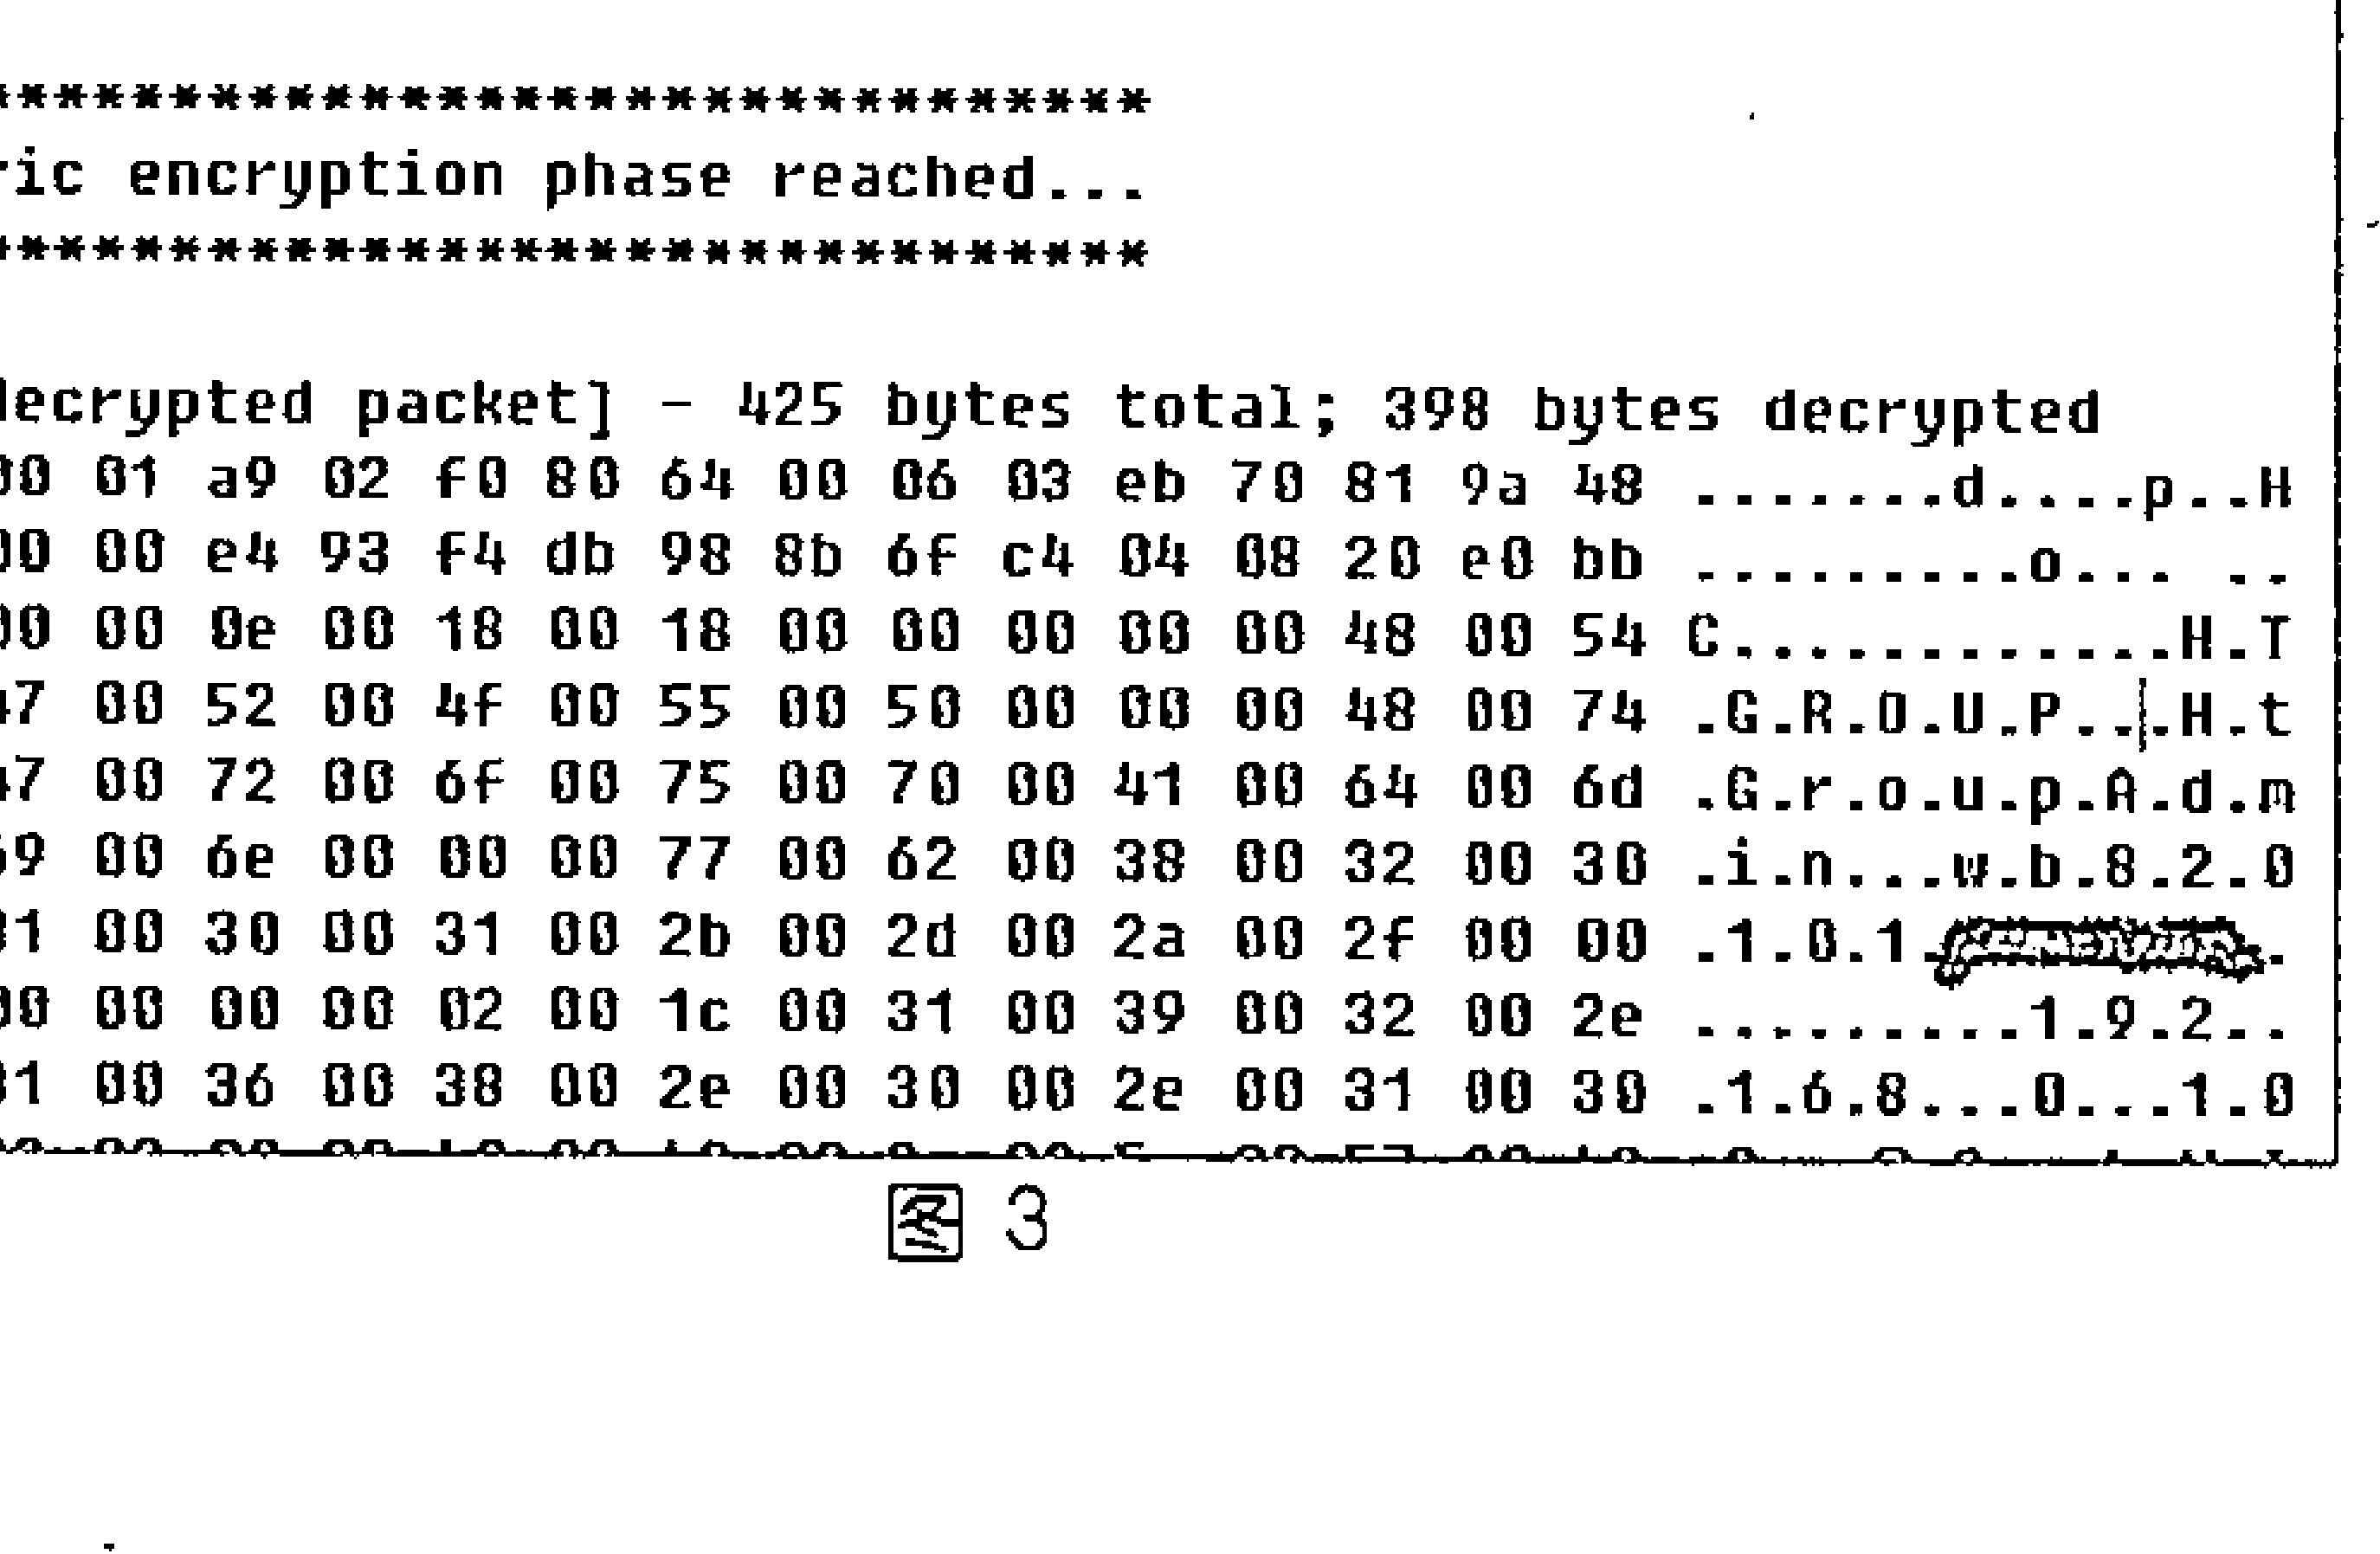 *******************************
ric encryption phase reached...
*******************************
decrypted packet] - 425 bytes total; 398 bytes decrypted
00 01 a9 02 f0 80 64 00 06 03 eb 70 81 9a 48 .......d....p..H
00 00 e4 93 f4 db 98 8b 6f c4 04 08 20 e0 bb .........o... ..
00 00 0e 00 18 00 18 00 00 00 00 00 48 00 54 C............H.T
47 00 52 00 4f 00 55 00 50 00 00 00 48 00 74 .G.R.O.U.P...H.t
47 00 72 00 6f 00 75 00 70 00 41 00 64 00 6d .G.r.o.u.p.A.d.m
69 00 6e 00 00 00 77 00 62 00 38 00 32 00 30 .i.n...w.b.8.2.0
31 00 30 00 31 00 2b 00 2d 00 2a 00 2f 00 00 .1.0.1.
00 00 00 00 02 00 1c 00 31 00 39 00 32 00 2e .........1.9.2..
31 00 36 00 38 00 2e 00 30 00 2e 00 31 00 30 .1.6.8...0...1.0
图 3